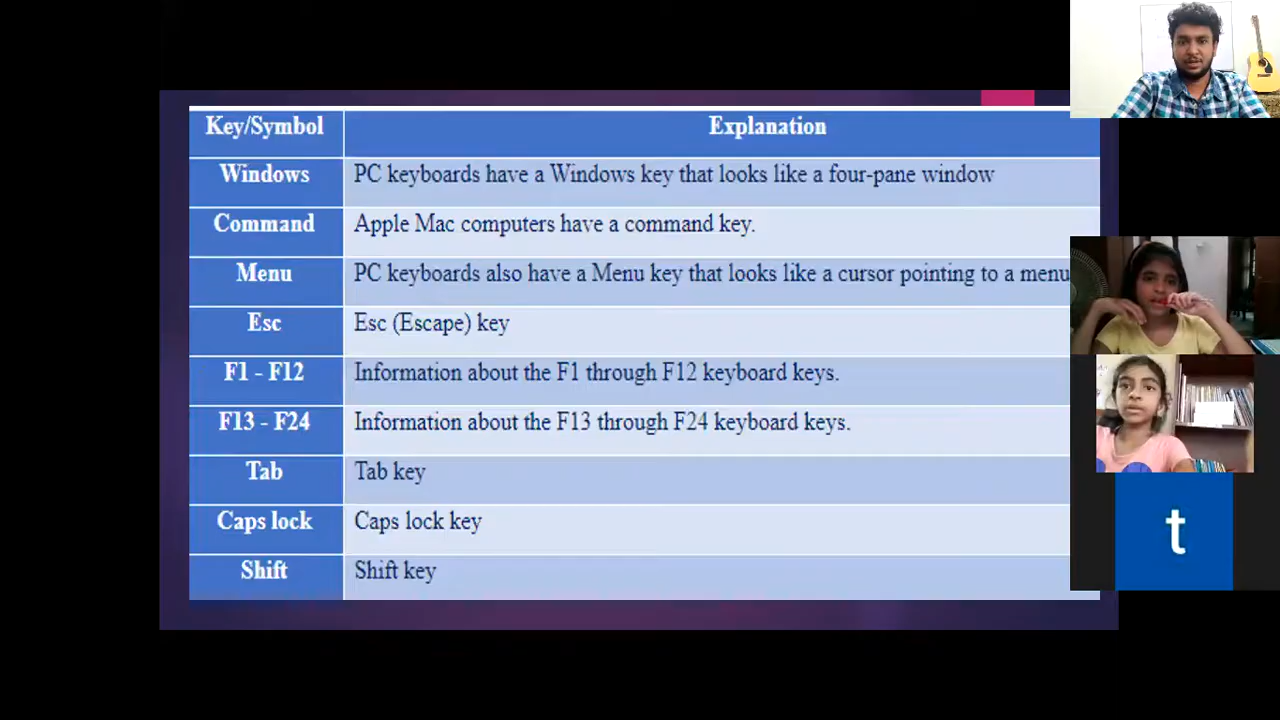 Key/Symbol Explanation
Windows PC keyboards have a Windows key that looks like a four-pane window
Command Apple Mac computers have a command key.
Menu PC keyboards also have a Menu key that looks like a cursor pointing to a menu
Esc Esc (Escape) key
F1 - F12 Information about the F1 through F12 keyboard keys.
F13 - F24 Information about the F13 through F24 keyboard keys.
Tab Tab key
Caps lock Caps lock key
Shift Shift key
t